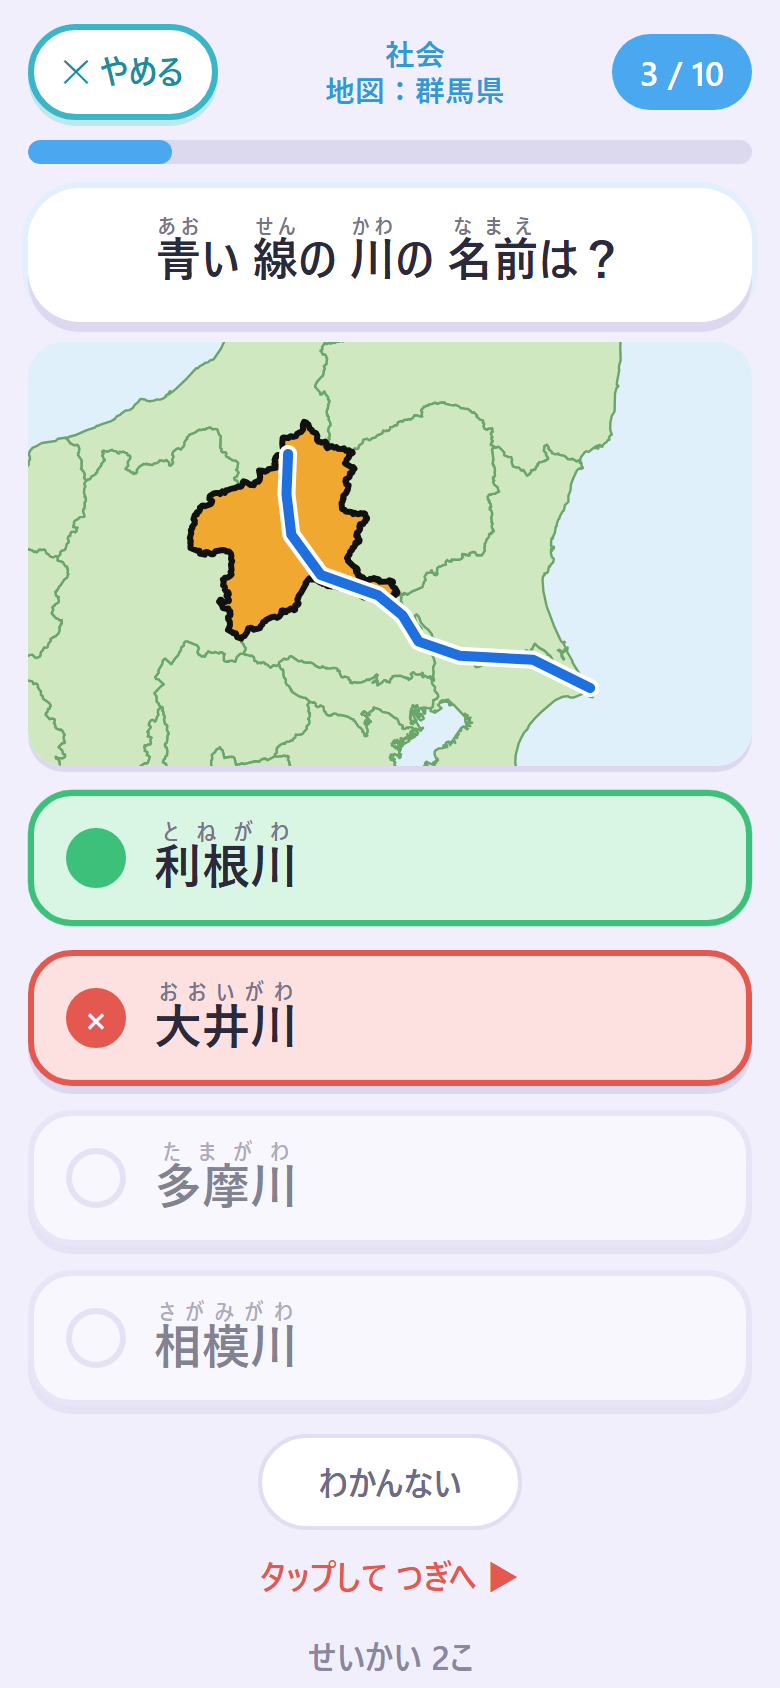 × やめる
社会
地図：群馬県
3 / 10
あお せん かわ なまえ
青い 線の 川の 名前は？
とねがわ
利根川
おおいがわ
× 大井川
たまがわ
多摩川
さがみがわ
相模川
わかんない
タップして つぎへ ▶
せいかい 2こ